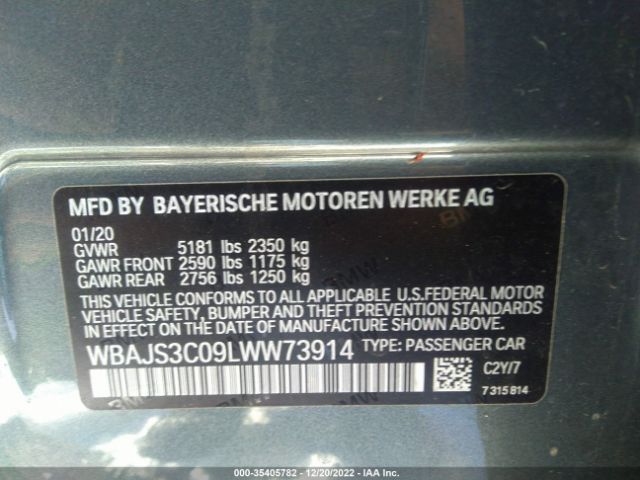 MFD BY BAYERISCHE MOTOREN WERKE AG
01/20
GVWR 5181 lbs 2350 kg
GAWR FRONT 2590 lbs 1175 kg
GAWR REAR 2756 lbs 1250 kg
THIS VEHICLE CONFORMS TO ALL APPLICABLE U.S.FEDERAL MOTOR
VEHICLE SAFETY, BUMPER, AND THEFT PREVENTION STANDARDS
IN EFFECT ON THE DATE OF MANUFACTURE SHOWN ABOVE.
WBAJS3C09LWW73914 TYPE: PASSENGER CAR
C2Y/7
7315814
000-35405782 — 12/20/2022 — IAA Inc.